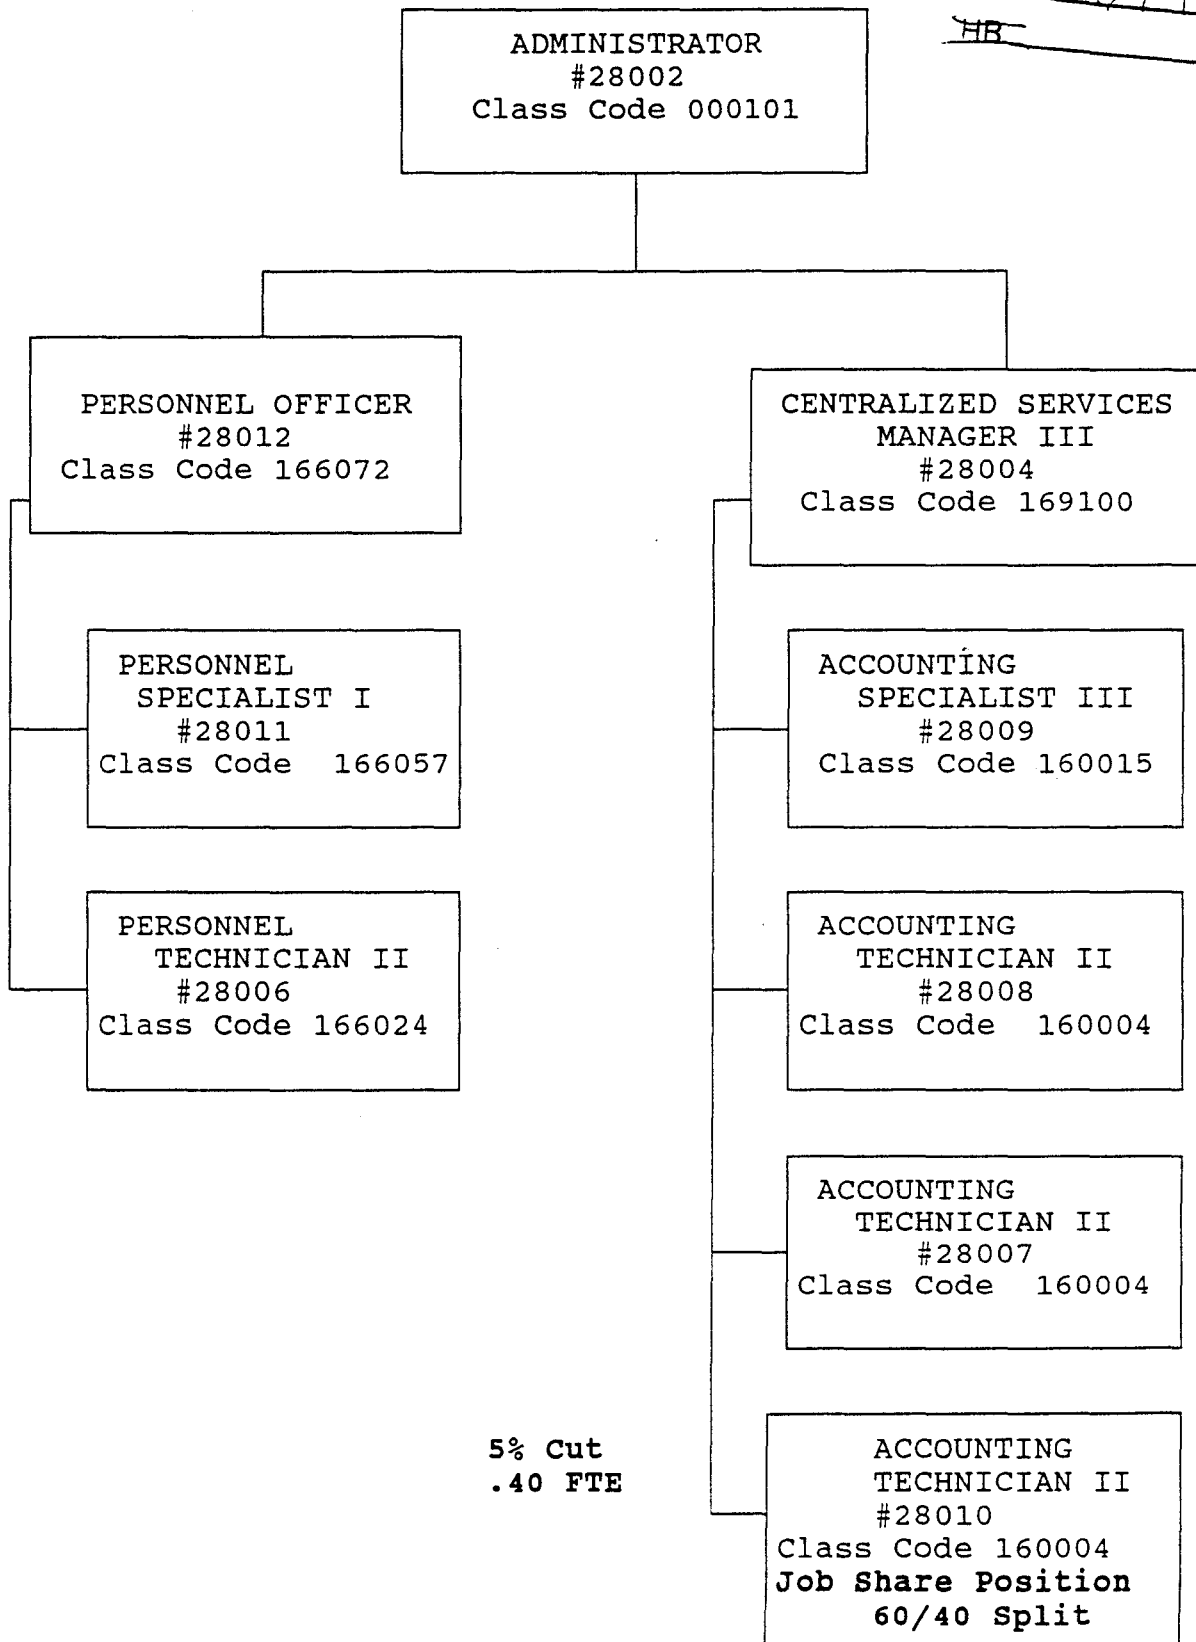 HB
ADMINISTRATOR
#28002
Class Code 000101
PERSONNEL OFFICER
#28012
Class Code 166072
CENTRALIZED SERVICES
MANAGER III
#28004
Class Code 169100
PERSONNEL
SPECIALIST I
#28011
Class Code 166057
ACCOUNTING
SPECIALIST III
#28009
Class Code 160015
PERSONNEL
TECHNICIAN II
#28006
Class Code 166024
ACCOUNTING
TECHNICIAN II
#28008
Class Code 160004
ACCOUNTING
TECHNICIAN II
#28007
Class Code 160004
5% Cut
.40 FTE
ACCOUNTING
TECHNICIAN II
#28010
Class Code 160004
Job Share Position
60/40 Split